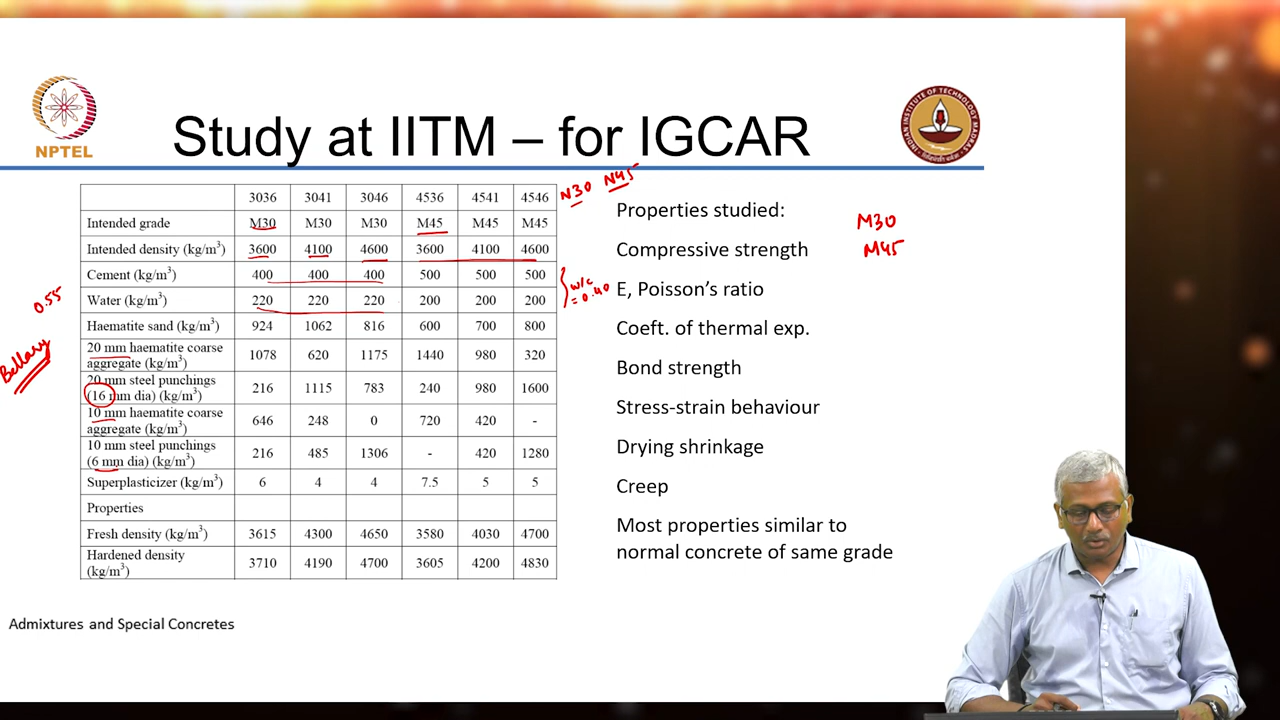 NPTEL
Study at IITM – for IGCAR
INDIAN INSTITUTE OF TECHNOLOGY MADRAS
3036 3041 3046 4536 4541 4546
N30 N45
Intended grade M30 M30 M30 M45 M45 M45
Intended density (kg/m3) 3600 4100 4600 3600 4100 4600
Cement (kg/m3) 400 400 400 500 500 500
Water (kg/m3) 220 220 220 200 200 200
w/c
= 0.40
0.55
Haematite sand (kg/m3) 924 1062 816 600 700 800
20 mm haematite coarse
aggregate (kg/m3) 1078 620 1175 1440 980 320
Bellary
20 mm steel punchings
(16 mm dia) (kg/m3) 216 1115 783 240 980 1600
10 mm haematite coarse
aggregate (kg/m3) 646 248 0 720 420 -
10 mm steel punchings
(6 mm dia) (kg/m3) 216 485 1306 - 420 1280
Superplasticizer (kg/m3) 6 4 4 7.5 5 5
Properties
Fresh density (kg/m3) 3615 4300 4650 3580 4030 4700
Hardened density
(kg/m3) 3710 4190 4700 3605 4200 4830
Properties studied:
M30
Compressive strength
M45
E, Poisson's ratio
Coeft. of thermal exp.
Bond strength
Stress-strain behaviour
Drying shrinkage
Creep
Most properties similar to
normal concrete of same grade
Admixtures and Special Concretes